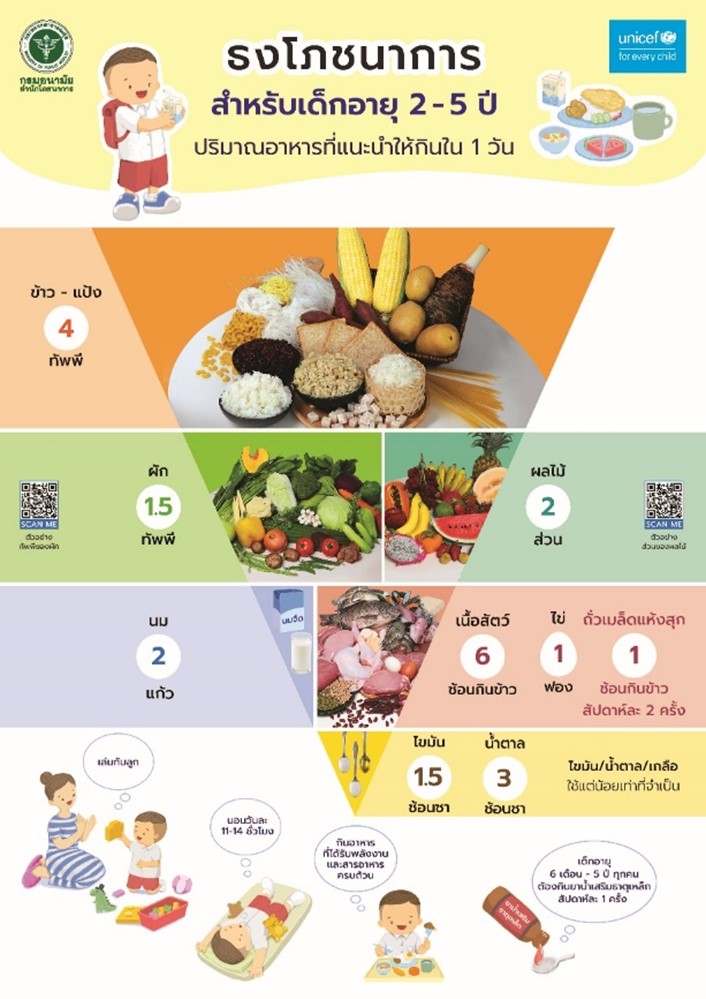 กรมอนามัย
สำนักโภชนาการ
unicef
for every child
ธงโภชนาการ
สำหรับเด็กอายุ 2-5 ปี
ปริมาณอาหารที่แนะนำให้กินใน 1 วัน
ข้าว - แป้ง
4
ทัพพี
ผัก
1.5
ทัพพี
SCAN ME
ตัวอย่าง
ทัพพีของผัก
ผลไม้
2
ส่วน
SCAN ME
ตัวอย่าง
ส่วนของผลไม้
นม
2
แก้ว
นมจืด
เนื้อสัตว์
6
ช้อนกินข้าว
ไข่
1
ฟอง
ถั่วเมล็ดแห้งสุก
1
ช้อนกินข้าว
สัปดาห์ละ 2 ครั้ง
ไขมัน
1.5
ช้อนชา
น้ำตาล
3
ช้อนชา
ไขมัน/น้ำตาล/เกลือ
ใช้แต่น้อยเท่าที่จำเป็น
เล่นกับลูก
นอนวันละ
11-14 ชั่วโมง
กินอาหาร
ที่ได้รับพลังงาน
และสารอาหาร
ครบถ้วน
เด็กอายุ
6 เดือน - 5 ปี ทุกคน
ต้องกินยาน้ำเสริมธาตุเหล็ก
สัปดาห์ละ 1 ครั้ง
ยาน้ำเสริม
ธาตุเหล็ก